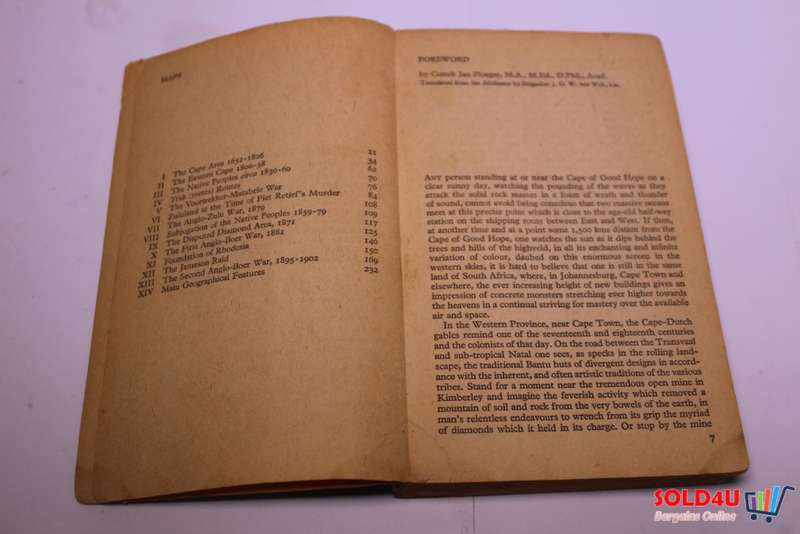 MAPS
I The Cape Area 1652-1806 21
II The Eastern Cape 1806-58 34
III The Native Peoples circa 1830-60 62
IV Trek Routes 70
V The Voortrekker-Matabele War 76
VI Zululand at the Time of Piet Retief's Murder 84
VII The Anglo-Zulu War, 1879 108
VIII Subjugation of the Native Peoples 1859-79 109
IX The Disputed Diamond Area, 1871 117
X The First Anglo-Boer War, 1881 125
XI Foundation of Rhodesia 140
XII The Jameson Raid 152
XIII The Second Anglo-Boer War, 1895-1902 169
XIV Main Geographical Features 232
FOREWORD
by Coach Jan Ploeger, M.A., M.Ed., D.Phil., Acad.
Translated from the Afrikaans by Brigadier J. G. W. van Wyk,
Any person standing at or near the Cape of Good Hope on a
clear sunny day, watching the pounding of the waves as they
attack the solid rock masses in a foam of wrath and thunder
of sound, cannot avoid being conscious that two massive oceans
meet at this precise point which is close to the age-old half-way
station on the shipping route between East and West. If then,
at another time and at a point some 1,500 kms distant from the
Cape of Good Hope, one watches the sun as it dips behind the
trees and hills of the highveld, in all its enchanting and infinite
variation of colour, daubed on this enormous screen in the
western skies, it is hard to believe that one is still in the same
land of South Africa, where, in Johannesburg, Cape Town and
elsewhere, the ever increasing height of new buildings gives an
impression of concrete monsters stretching ever higher towards
the heavens in a continual striving for mastery over the available
air and space.
In the Western Province, near Cape Town, the Cape-Dutch
gables remind one of the seventeenth and eighteenth centuries
and the colonists of that day. On the road between the Transvaal
and sub-tropical Natal one sees, as specks in the rolling land-
scape, the traditional Bantu huts of divergent designs in accord-
ance with the inherent, and often artistic traditions of the various
tribes. Stand for a moment near the tremendous open mine in
Kimberley and imagine the feverish activity which removed a
mountain of soil and rock from the very bowels of the earth, in
man's relentless endeavours to wrench from its grip the myriad
of diamonds which it held in its charge. Or stop by the mine
7
SOLD4U
Bargains Online